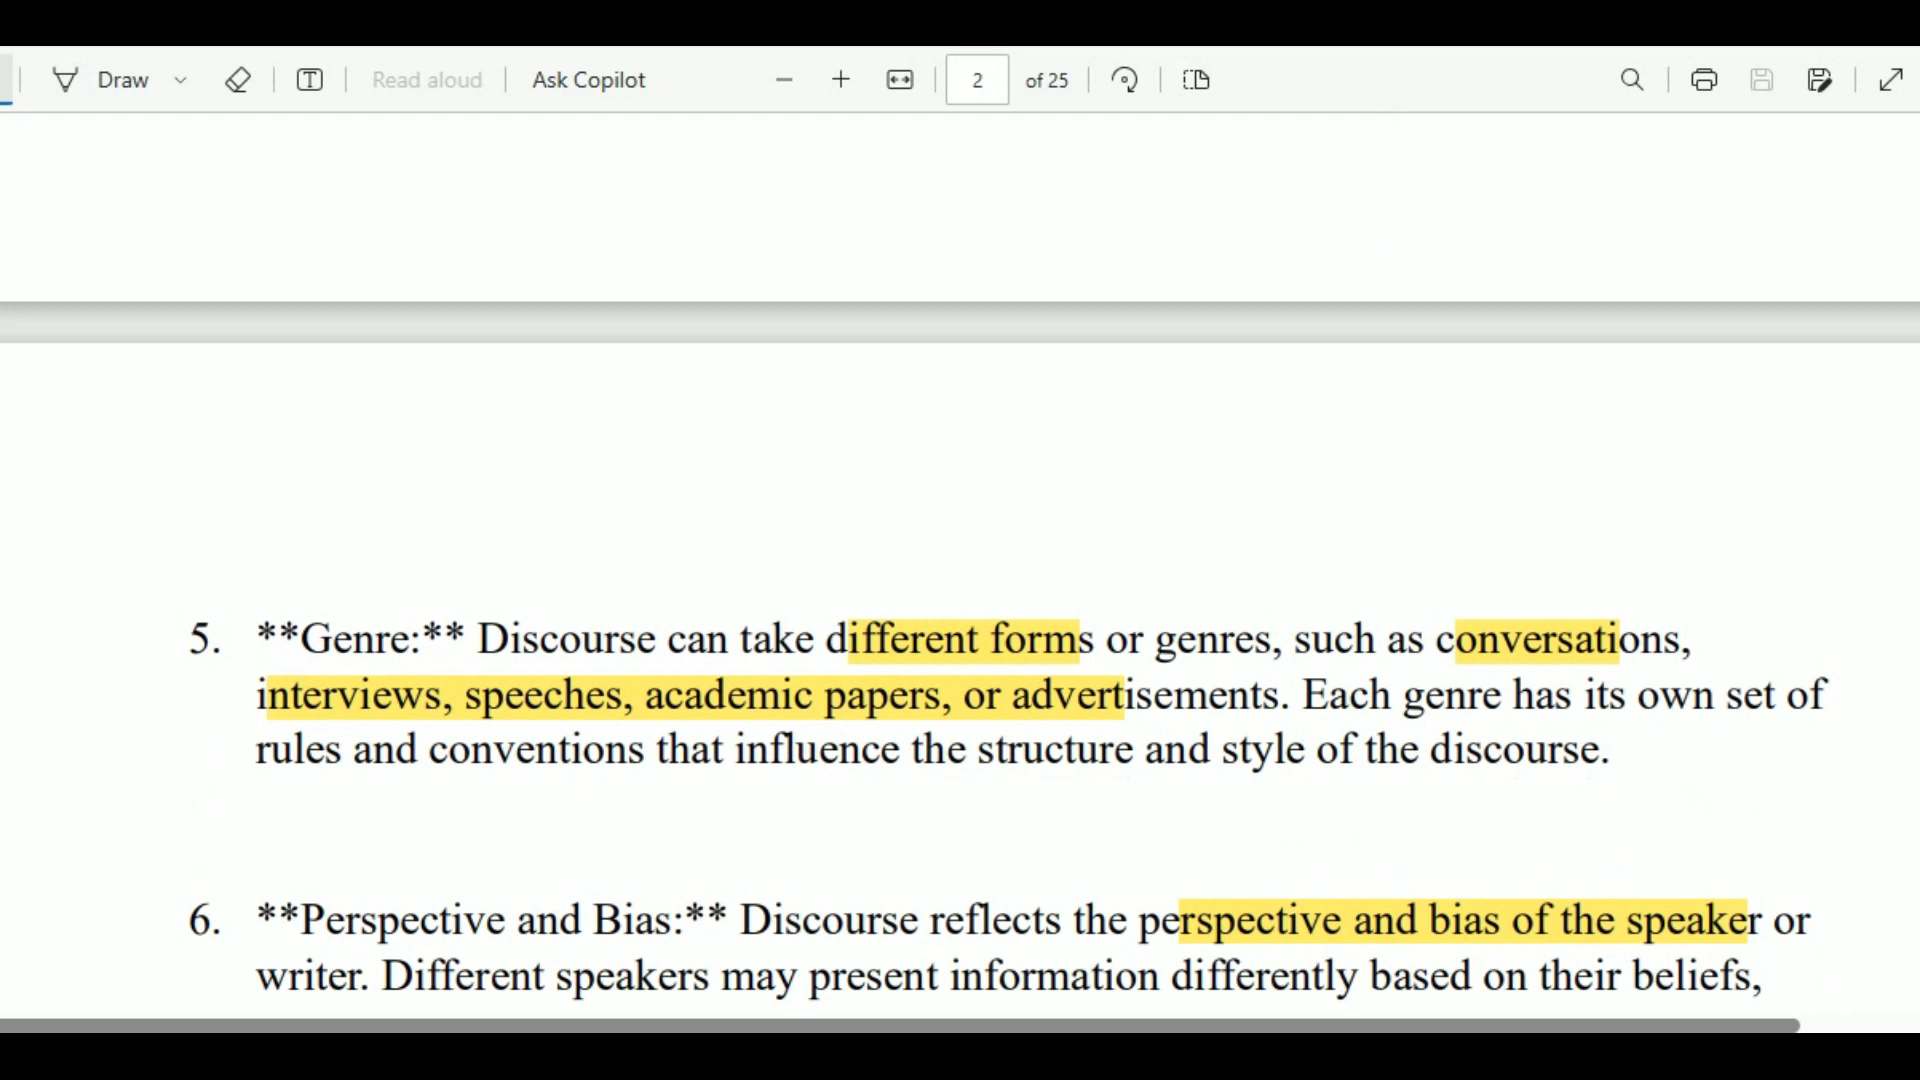 Draw
Read aloud
Ask Copilot
2
of 25
5. **Genre:** Discourse can take different forms or genres, such as conversations,
interviews, speeches, academic papers, or advertisements. Each genre has its own set of
rules and conventions that influence the structure and style of the discourse.
6. **Perspective and Bias:** Discourse reflects the perspective and bias of the speaker or
writer. Different speakers may present information differently based on their beliefs,